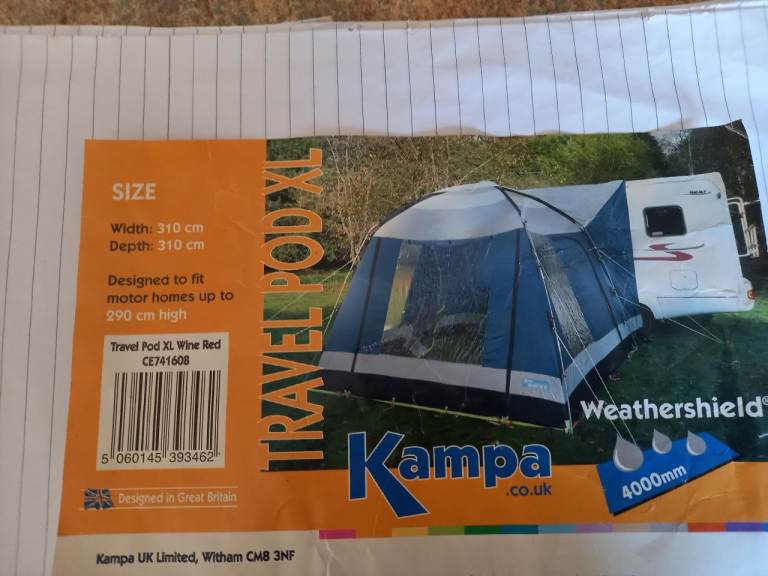 SIZE
Width: 310 cm
Depth: 310 cm
Designed to fit
motor homes up to
290 cm high
Travel Pod XL Wine Red
CE741608
5 060145 393462
Designed in Great Britain
TRAVEL POD XL
Weathershield®
4000mm
Kampa
.co.uk
Kampa UK Limited, Witham CM8 3NF